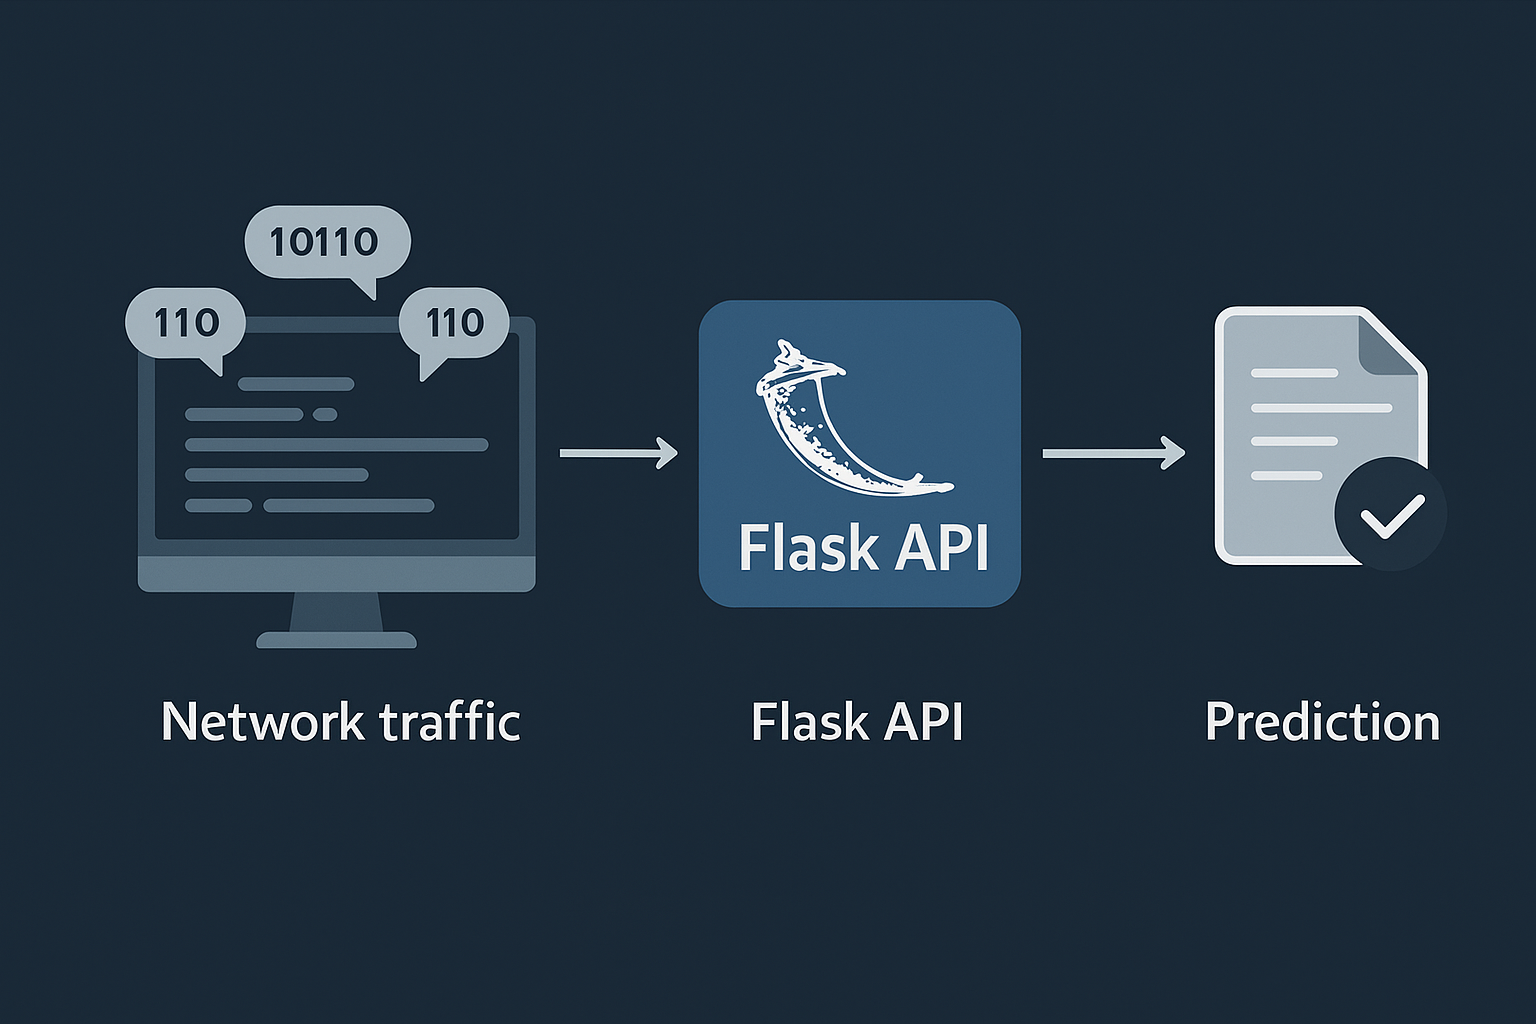 10110
110
110
Flask API
Network traffic
Flask API
Prediction